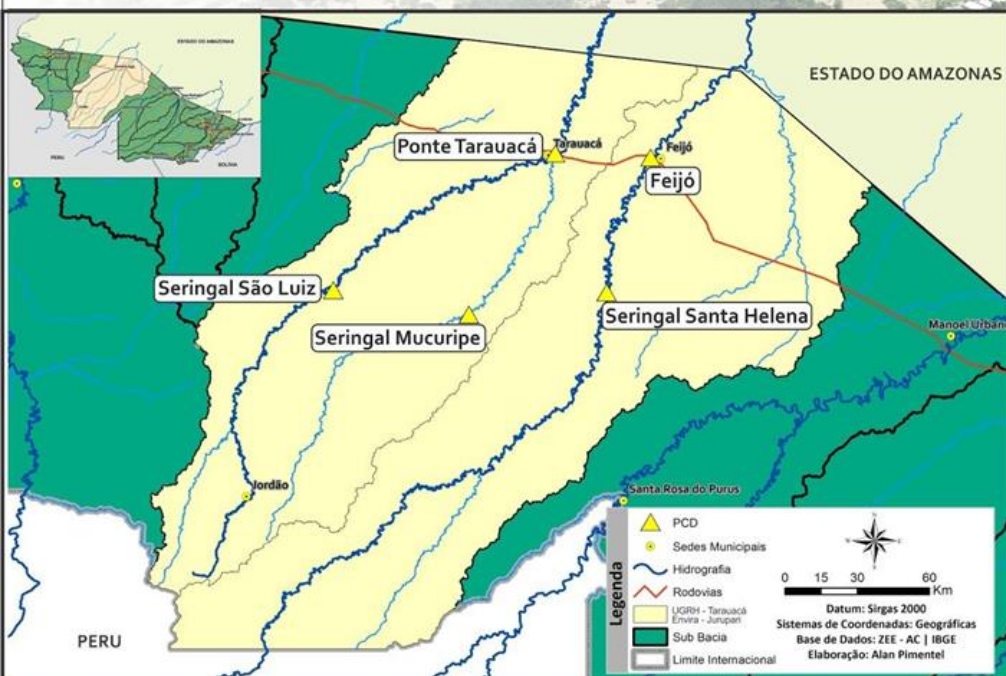 ESTADO DO AMAZONAS
PERU
BOLIVIA
ESTADO DO AMAZONAS
Ponte Tarauacá
Tarauacá
Feijó
Feijó
Seringal São Luiz
Seringal Mucuripe
Seringal Santa Helena
Manoel Urbano
Jordão
Santa Rosa do Purus
PERU
Legenda
PCD
Sedes Municipais
Hidrografia
Rodovias
UGRH - Tarauacá
Envira - Jurupari
Sub Bacia
Limite Internacional
N
0 15 30 60
Km
Datum: Sirgas 2000
Sistemas de Coordenadas: Geográficas
Base de Dados: ZEE - AC | IBGE
Elaboração: Alan Pimentel